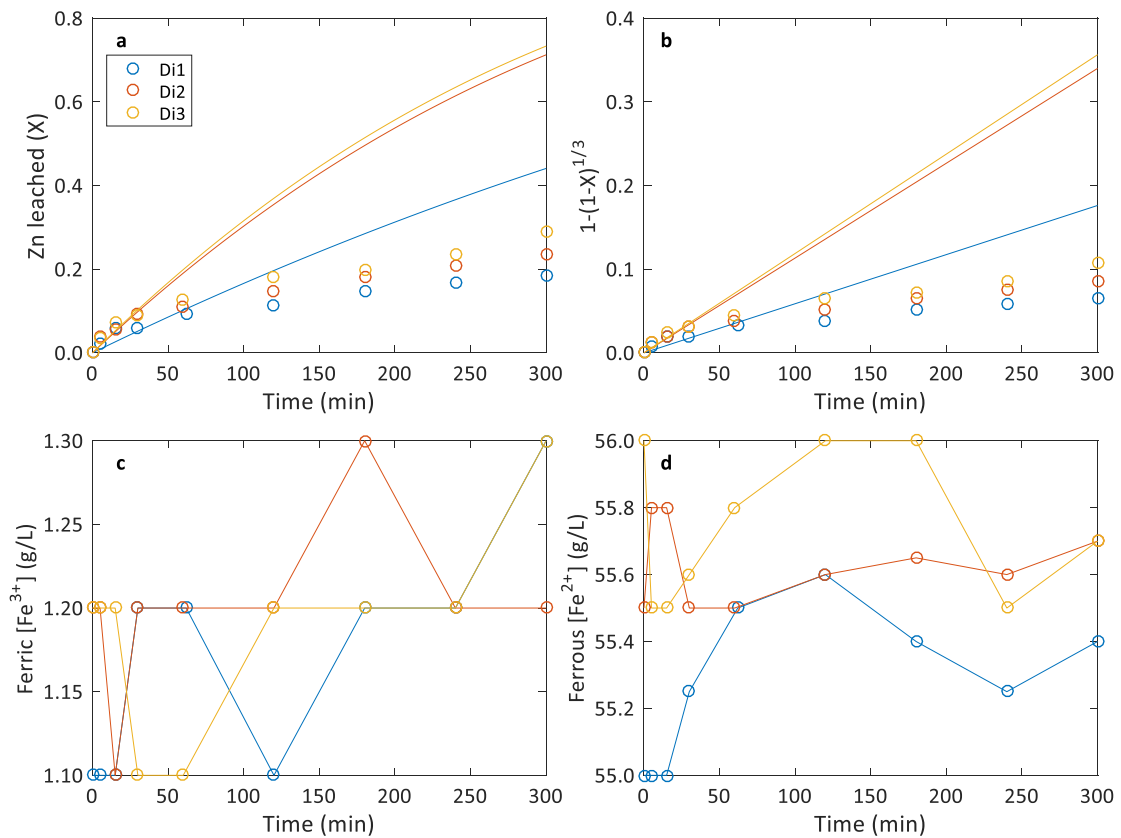 a
Di1
Di2
Di3
Zn leached (X)
0.8
0.6
0.4
0.2
0.0
0 50 100 150 200 250 300
Time (min)
b
1-(1-X)^1/3
0.4
0.3
0.2
0.1
0.0
0 50 100 150 200 250 300
Time (min)
c
Ferric [Fe³⁺] (g/L)
1.30
1.25
1.20
1.15
1.10
0 50 100 150 200 250 300
Time (min)
d
Ferrous [Fe²⁺] (g/L)
56.0
55.8
55.6
55.4
55.2
55.0
0 50 100 150 200 250 300
Time (min)